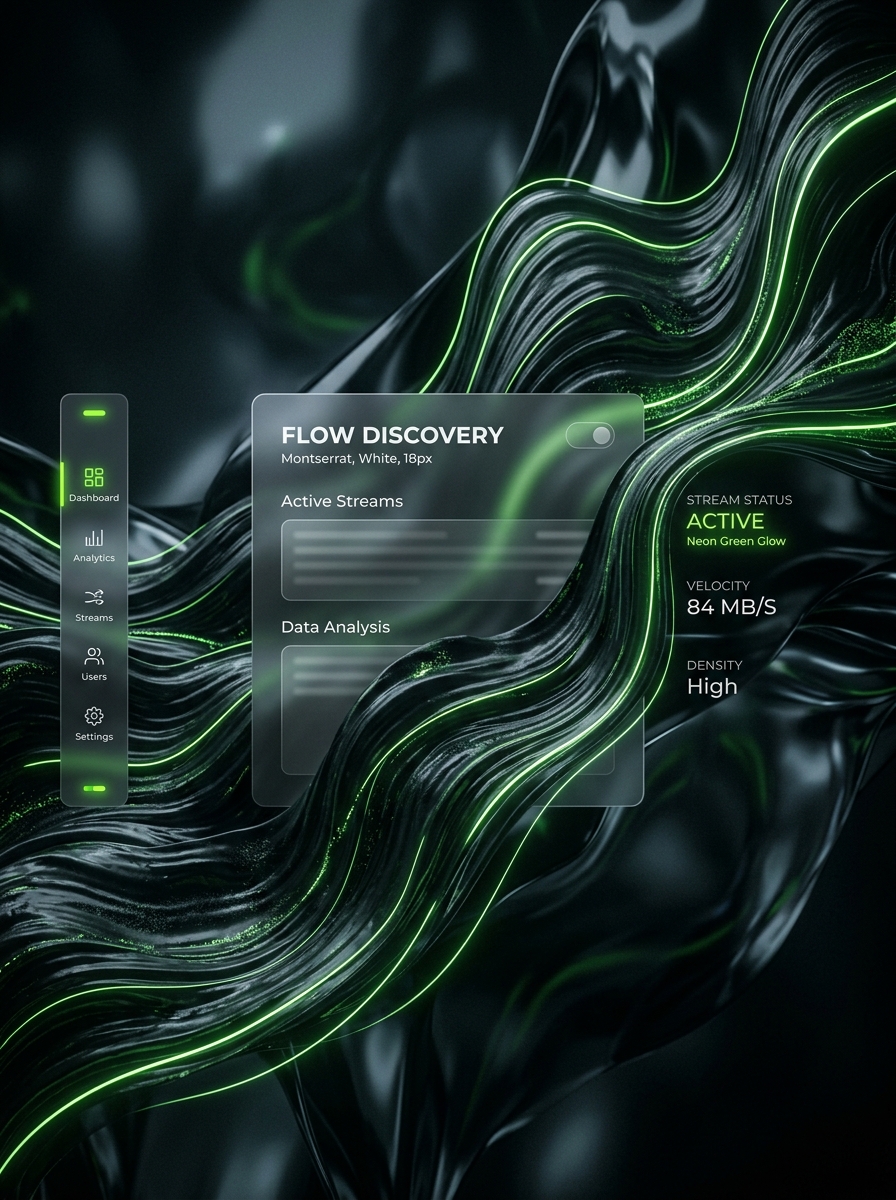 Dashboard
Analytics
Streams
Users
Settings
FLOW DISCOVERY
Montserrat, White, 18px
Active Streams
Data Analysis
STREAM STATUS
ACTIVE
Neon Green Glow
VELOCITY
84 MB/S
DENSITY
High